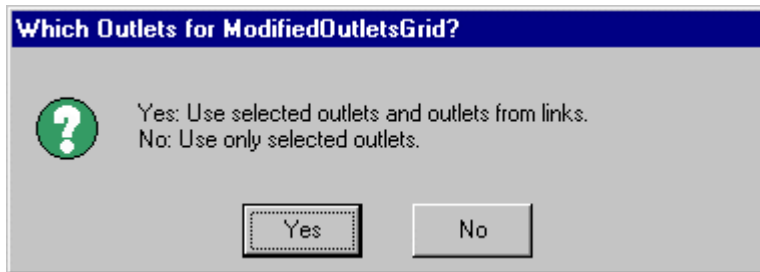 Which Outlets for ModifiedOutletsGrid?
Yes: Use selected outlets and outlets from links.
No: Use only selected outlets.
Yes No